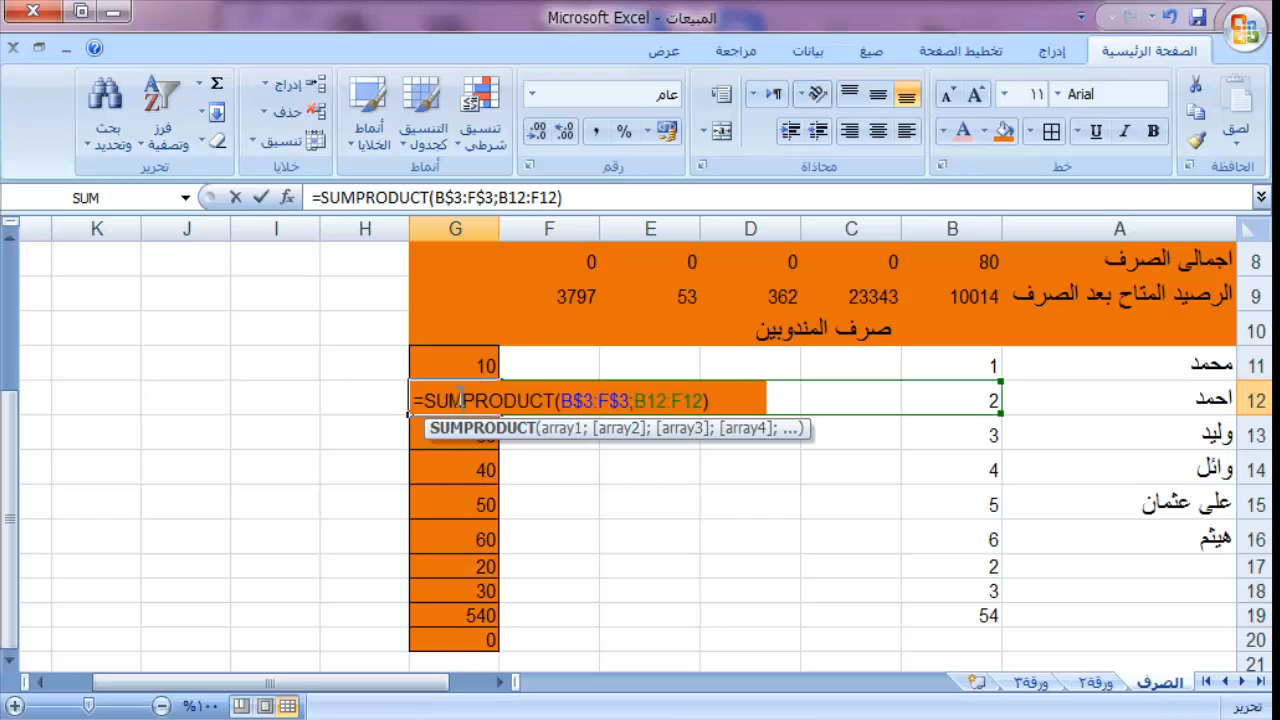 المبيعات - Microsoft Excel
الصفحة الرئيسية
إدراج
تخطيط الصفحة
صيغ
بيانات
مراجعة
عرض
لصق
الحافظة
Arial
١١
خط
محاذاة
عام
رقم
تنسيق شرطي
التنسيق كجدول
أنماط الخلايا
أنماط
إدراج
حذف
تنسيق
خلايا
فرز وتصفية
بحث وتحديد
تحرير
SUM
=SUMPRODUCT(B$3:F$3;B12:F12)
A B C D E F G H I J K
8 اجمالى الصرف 80 0 0 0 0
9 الرصيد المتاح بعد الصرف 10014 23343 362 53 3797
10 صرف المندوبين
11 محمد 1 10
12 احمد 2 =SUMPRODUCT(B$3:F$3;B12:F12)
SUMPRODUCT(array1; [array2]; [array3]; [array4]; ...)
13 وليد 3
14 وائل 4 40
15 على عثمان 5 50
16 هيثم 6 60
17 2 20
18 3 30
19 54 540
20 0
21
الصرف
ورقة٢
ورقة٣
تحرير
٪١٠٠